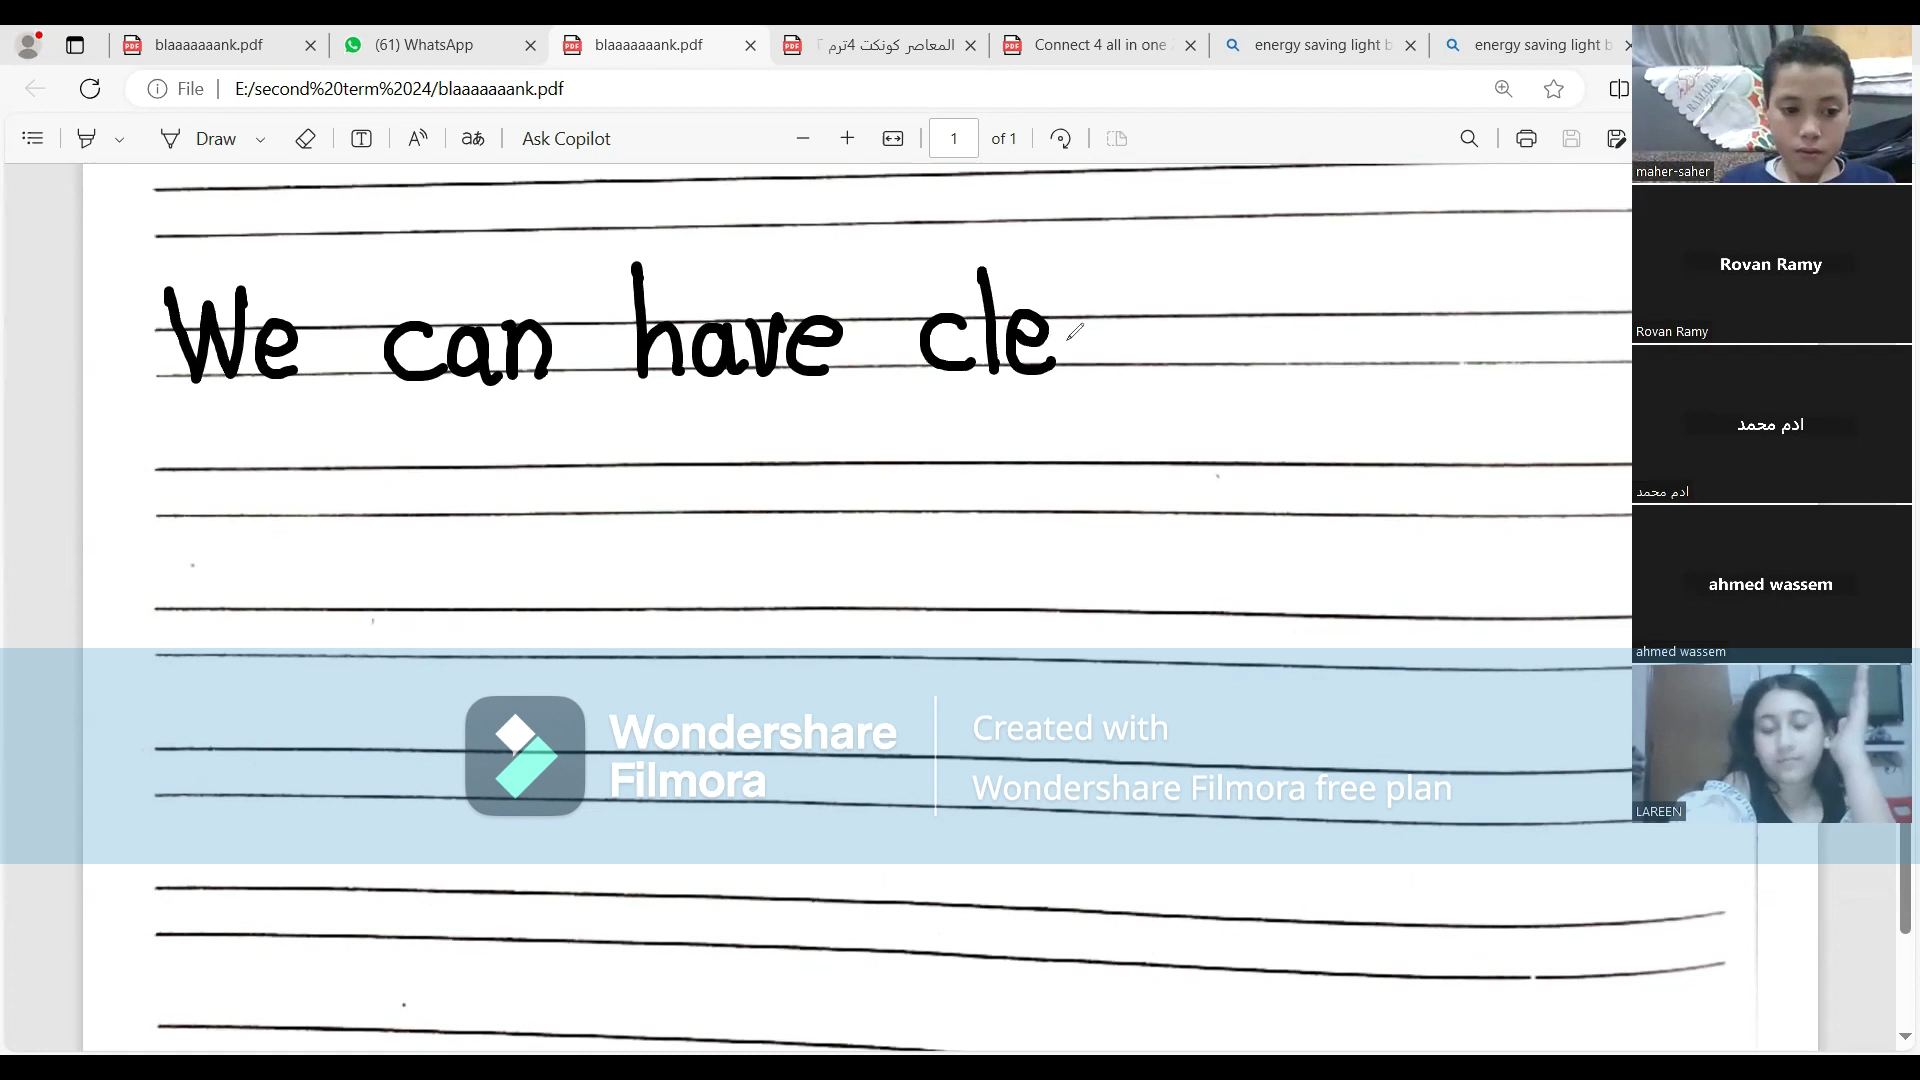 blaaaaaaank.pdf
(61) WhatsApp
blaaaaaaank.pdf
المعاصر كونكت 4ترم
Connect 4 all in one
energy saving light b
energy saving light b
File
E:/second%20term%2024/blaaaaaaank.pdf
Draw
Ask Copilot
1 of 1
We can have cle
maher-saher
Rovan Ramy
Rovan Ramy
ادم محمد
ادم محمد
ahmed wassem
ahmed wassem
LAREEN
Wondershare
Filmora
Created with
Wondershare Filmora free plan